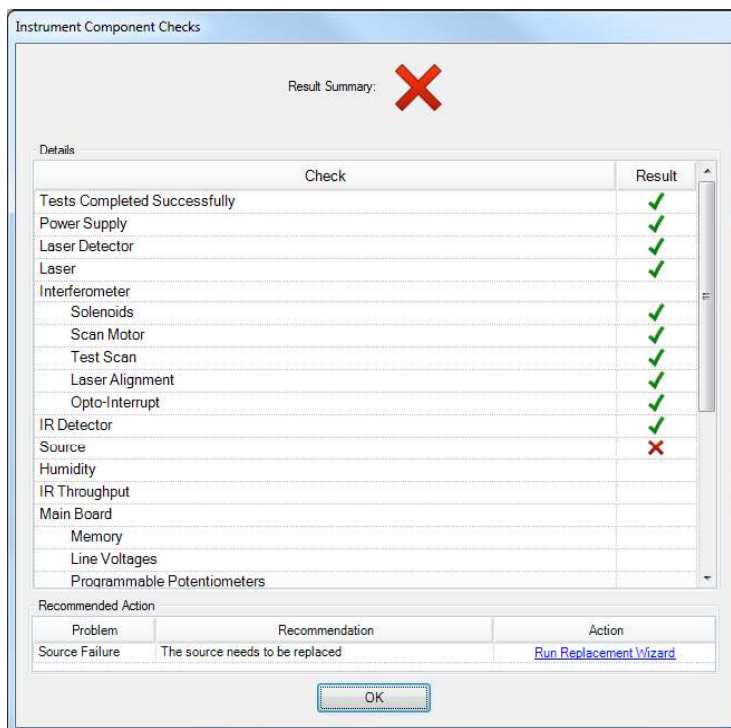 Instrument Component Checks
Result Summary:
Details
Check Result
Tests Completed Successfully
Power Supply
Laser Detector
Laser
Interferometer
Solenoids
Scan Motor
Test Scan
Laser Alignment
Opto-Interrupt
IR Detector
Source
Humidity
IR Throughput
Main Board
Memory
Line Voltages
Programmable Potentiometers
Recommended Action
Problem Recommendation Action
Source Failure The source needs to be replaced Run Replacement Wizard
OK